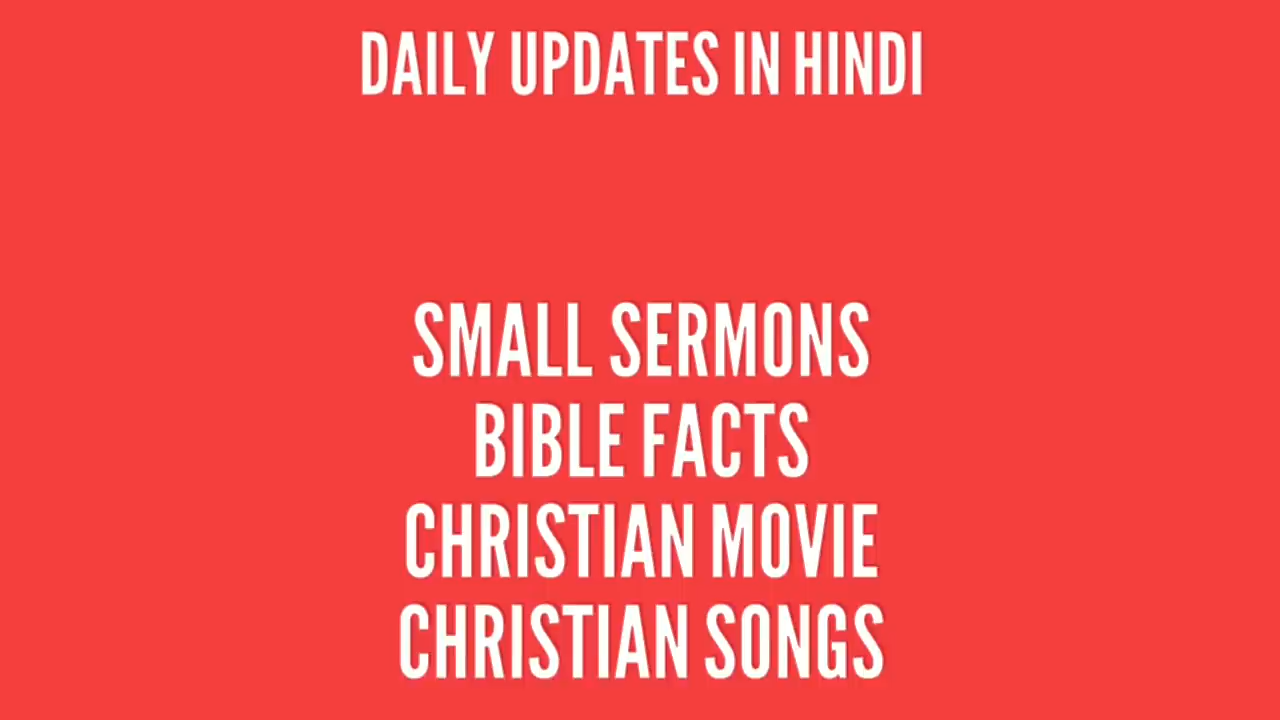 DAILY UPDATES IN HINDI
SMALL SERMONS
BIBLE FACTS
CHRISTIAN MOVIE
CHRISTIAN SONGS